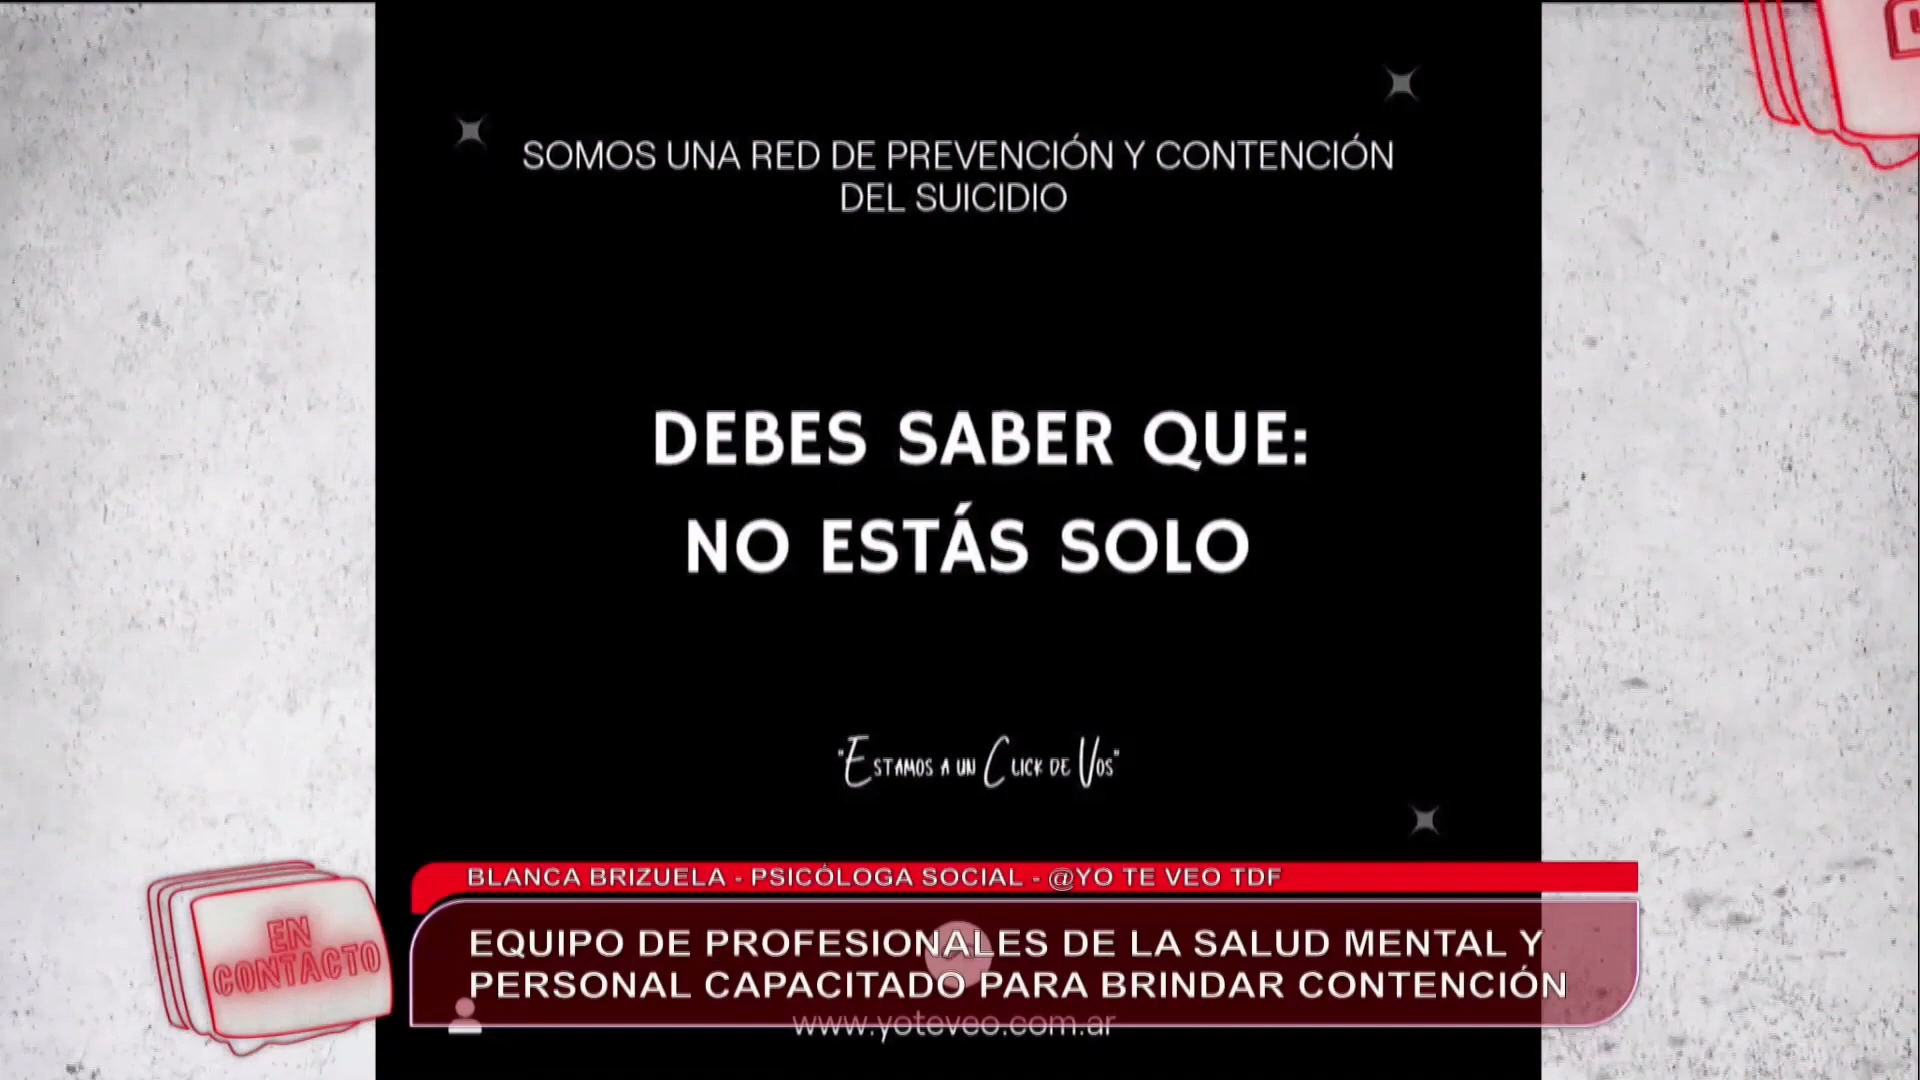 SOMOS UNA RED DE PREVENCIÓN Y CONTENCIÓN
DEL SUICIDIO
DEBES SABER QUE:
NO ESTÁS SOLO
"ESTAMOS A UN CLICK DE VOS"
BLANCA BRIZUELA - PSICÓLOGA SOCIAL - @YO TE VEO TDF
EN
CONTACTO
EQUIPO DE PROFESIONALES DE LA SALUD MENTAL Y
PERSONAL CAPACITADO PARA BRINDAR CONTENCIÓN
www.yoteveo.com.ar